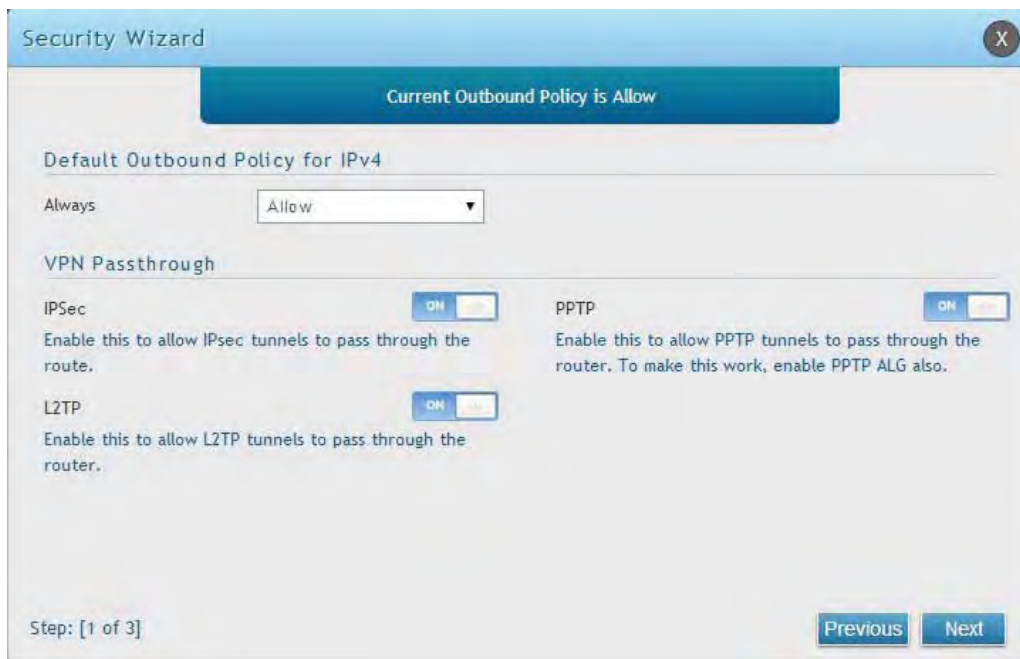 Security Wizard
X
Current Outbound Policy is Allow
Default Outbound Policy for IPv4
Always
Allow
VPN Passthrough
IPSec
ON
Enable this to allow IPsec tunnels to pass through the
route.
PPTP
ON
Enable this to allow PPTP tunnels to pass through the
router. To make this work, enable PPTP ALG also.
L2TP
ON
Enable this to allow L2TP tunnels to pass through the
router.
Step: [1 of 3]
Previous
Next